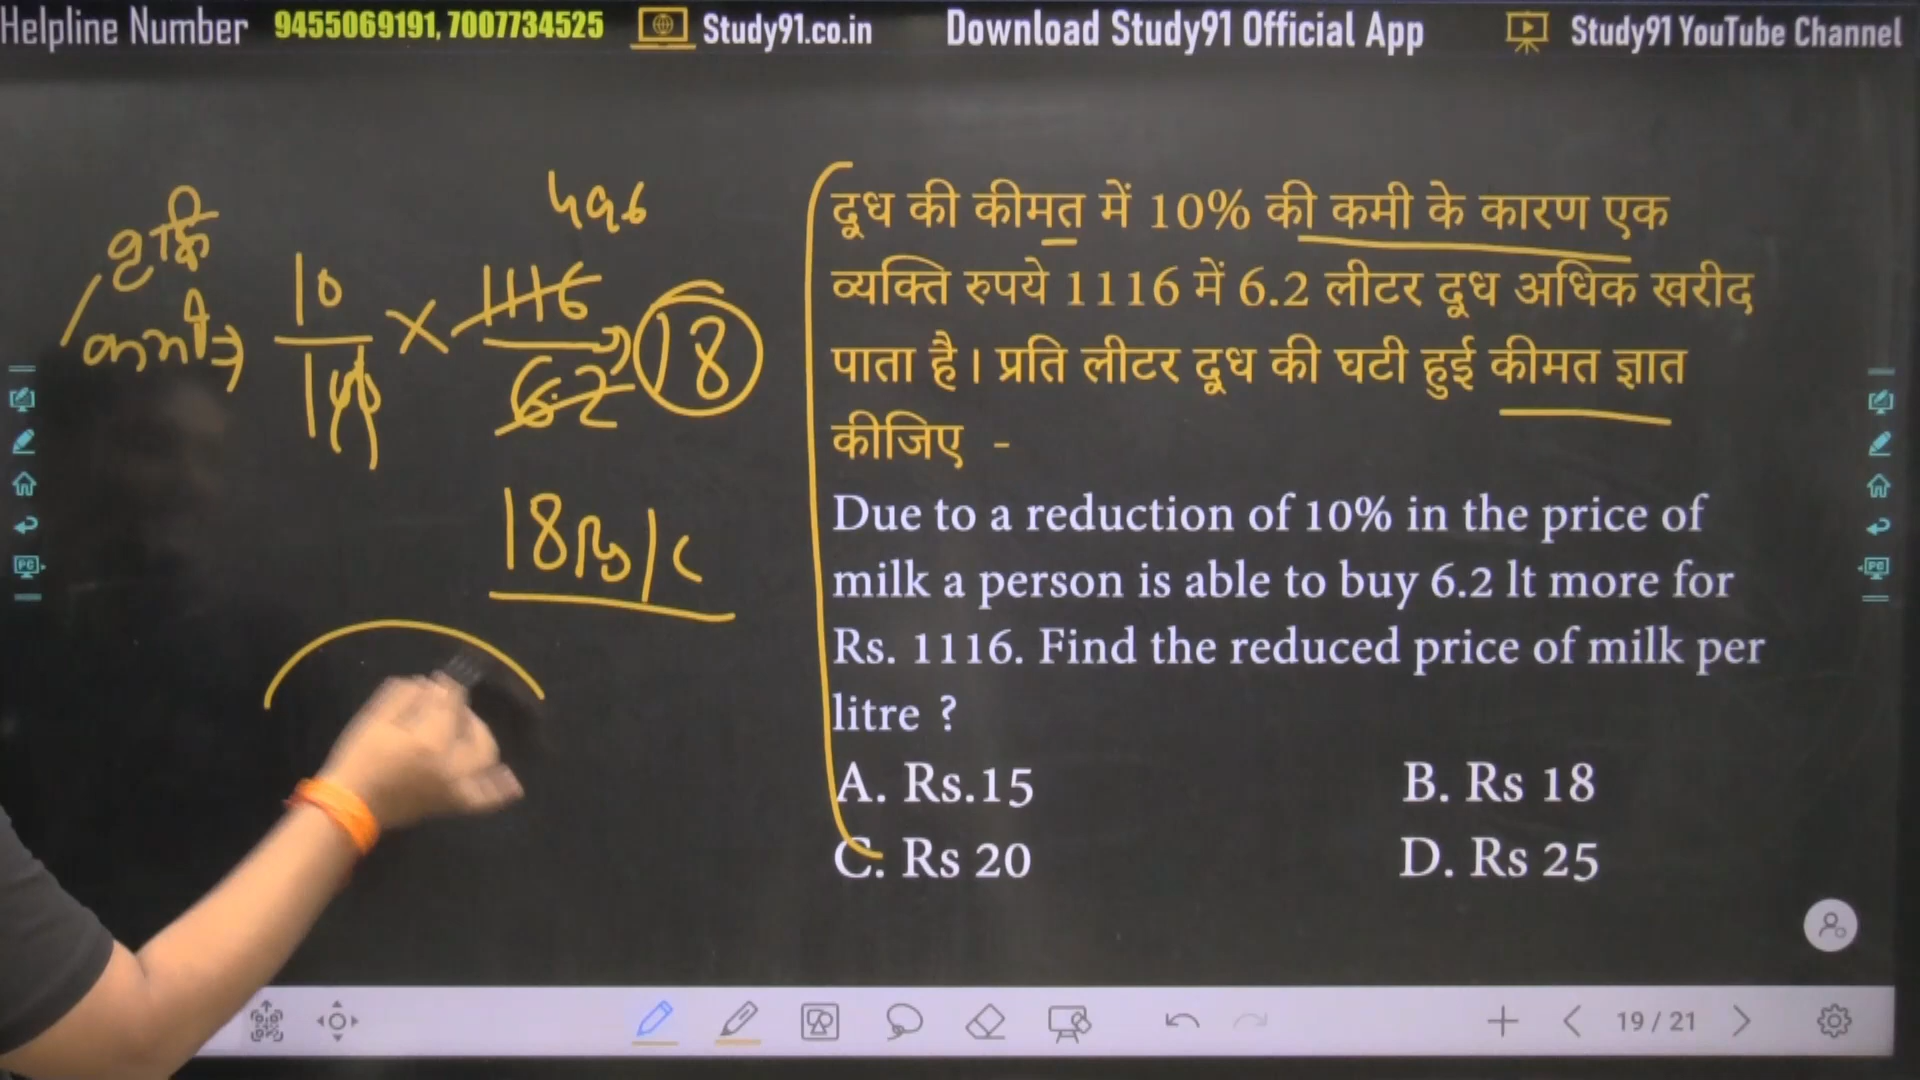 Helpline Number 9455069191, 7007734525 Study91.co.in Download Study91 Official App Study91 YouTube Channel
वृद्धि
कमी⇒
10
100
×
1116
6.2
18
18Rs/L
दूध की कीमत में 10% की कमी के कारण एक
व्यक्ति रुपये 1116 में 6.2 लीटर दूध अधिक खरीद
पाता है। प्रति लीटर दूध की घटी हुई कीमत ज्ञात
कीजिए -
Due to a reduction of 10% in the price of
milk a person is able to buy 6.2 lt more for
Rs. 1116. Find the reduced price of milk per
litre ?
A. Rs.15 B. Rs 18
C. Rs 20 D. Rs 25
PC PC
19 / 21